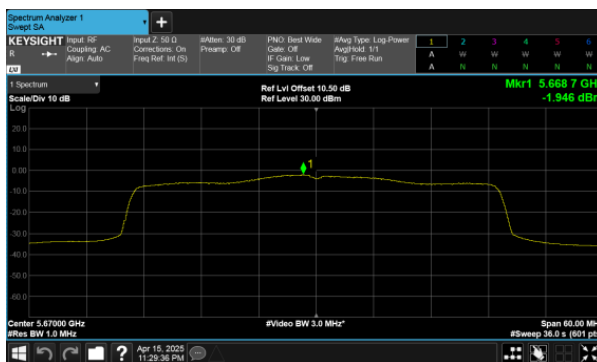 Spectrum Analyzer 1
Swept SA
KEYSIGHT
R
LXI
Input: RF
Coupling: AC
Align: Auto
Input Z: 50 Ω
Corrections: On
Freq Ref: Int (S)
#Atten: 30 dB
Preamp: Off
PNO: Best Wide
Gate: Off
IF Gain: Low
Sig Track: Off
#Avg Type: Log-Power
Avg|Hold: 1/1
Trig: Free Run
1 2 3 4 5 6
A W W W W W
A N N N N N
1 Spectrum
Scale/Div 10 dB
Log
Ref Lvl Offset 10.50 dB
Ref Level 30.00 dBm
Mkr1 5.668 7 GH
-1.946 dBr
1
20.0
10.0
0.00
-10.0
-20.0
-30.0
-40.0
-50.0
-60.0
Center 5.67000 GHz
#Res BW 1.0 MHz
#Video BW 3.0 MHz*
Span 60.00 MH
#Sweep 36.0 s (601 pts
?
Apr 15, 2025
11:29:36 PM